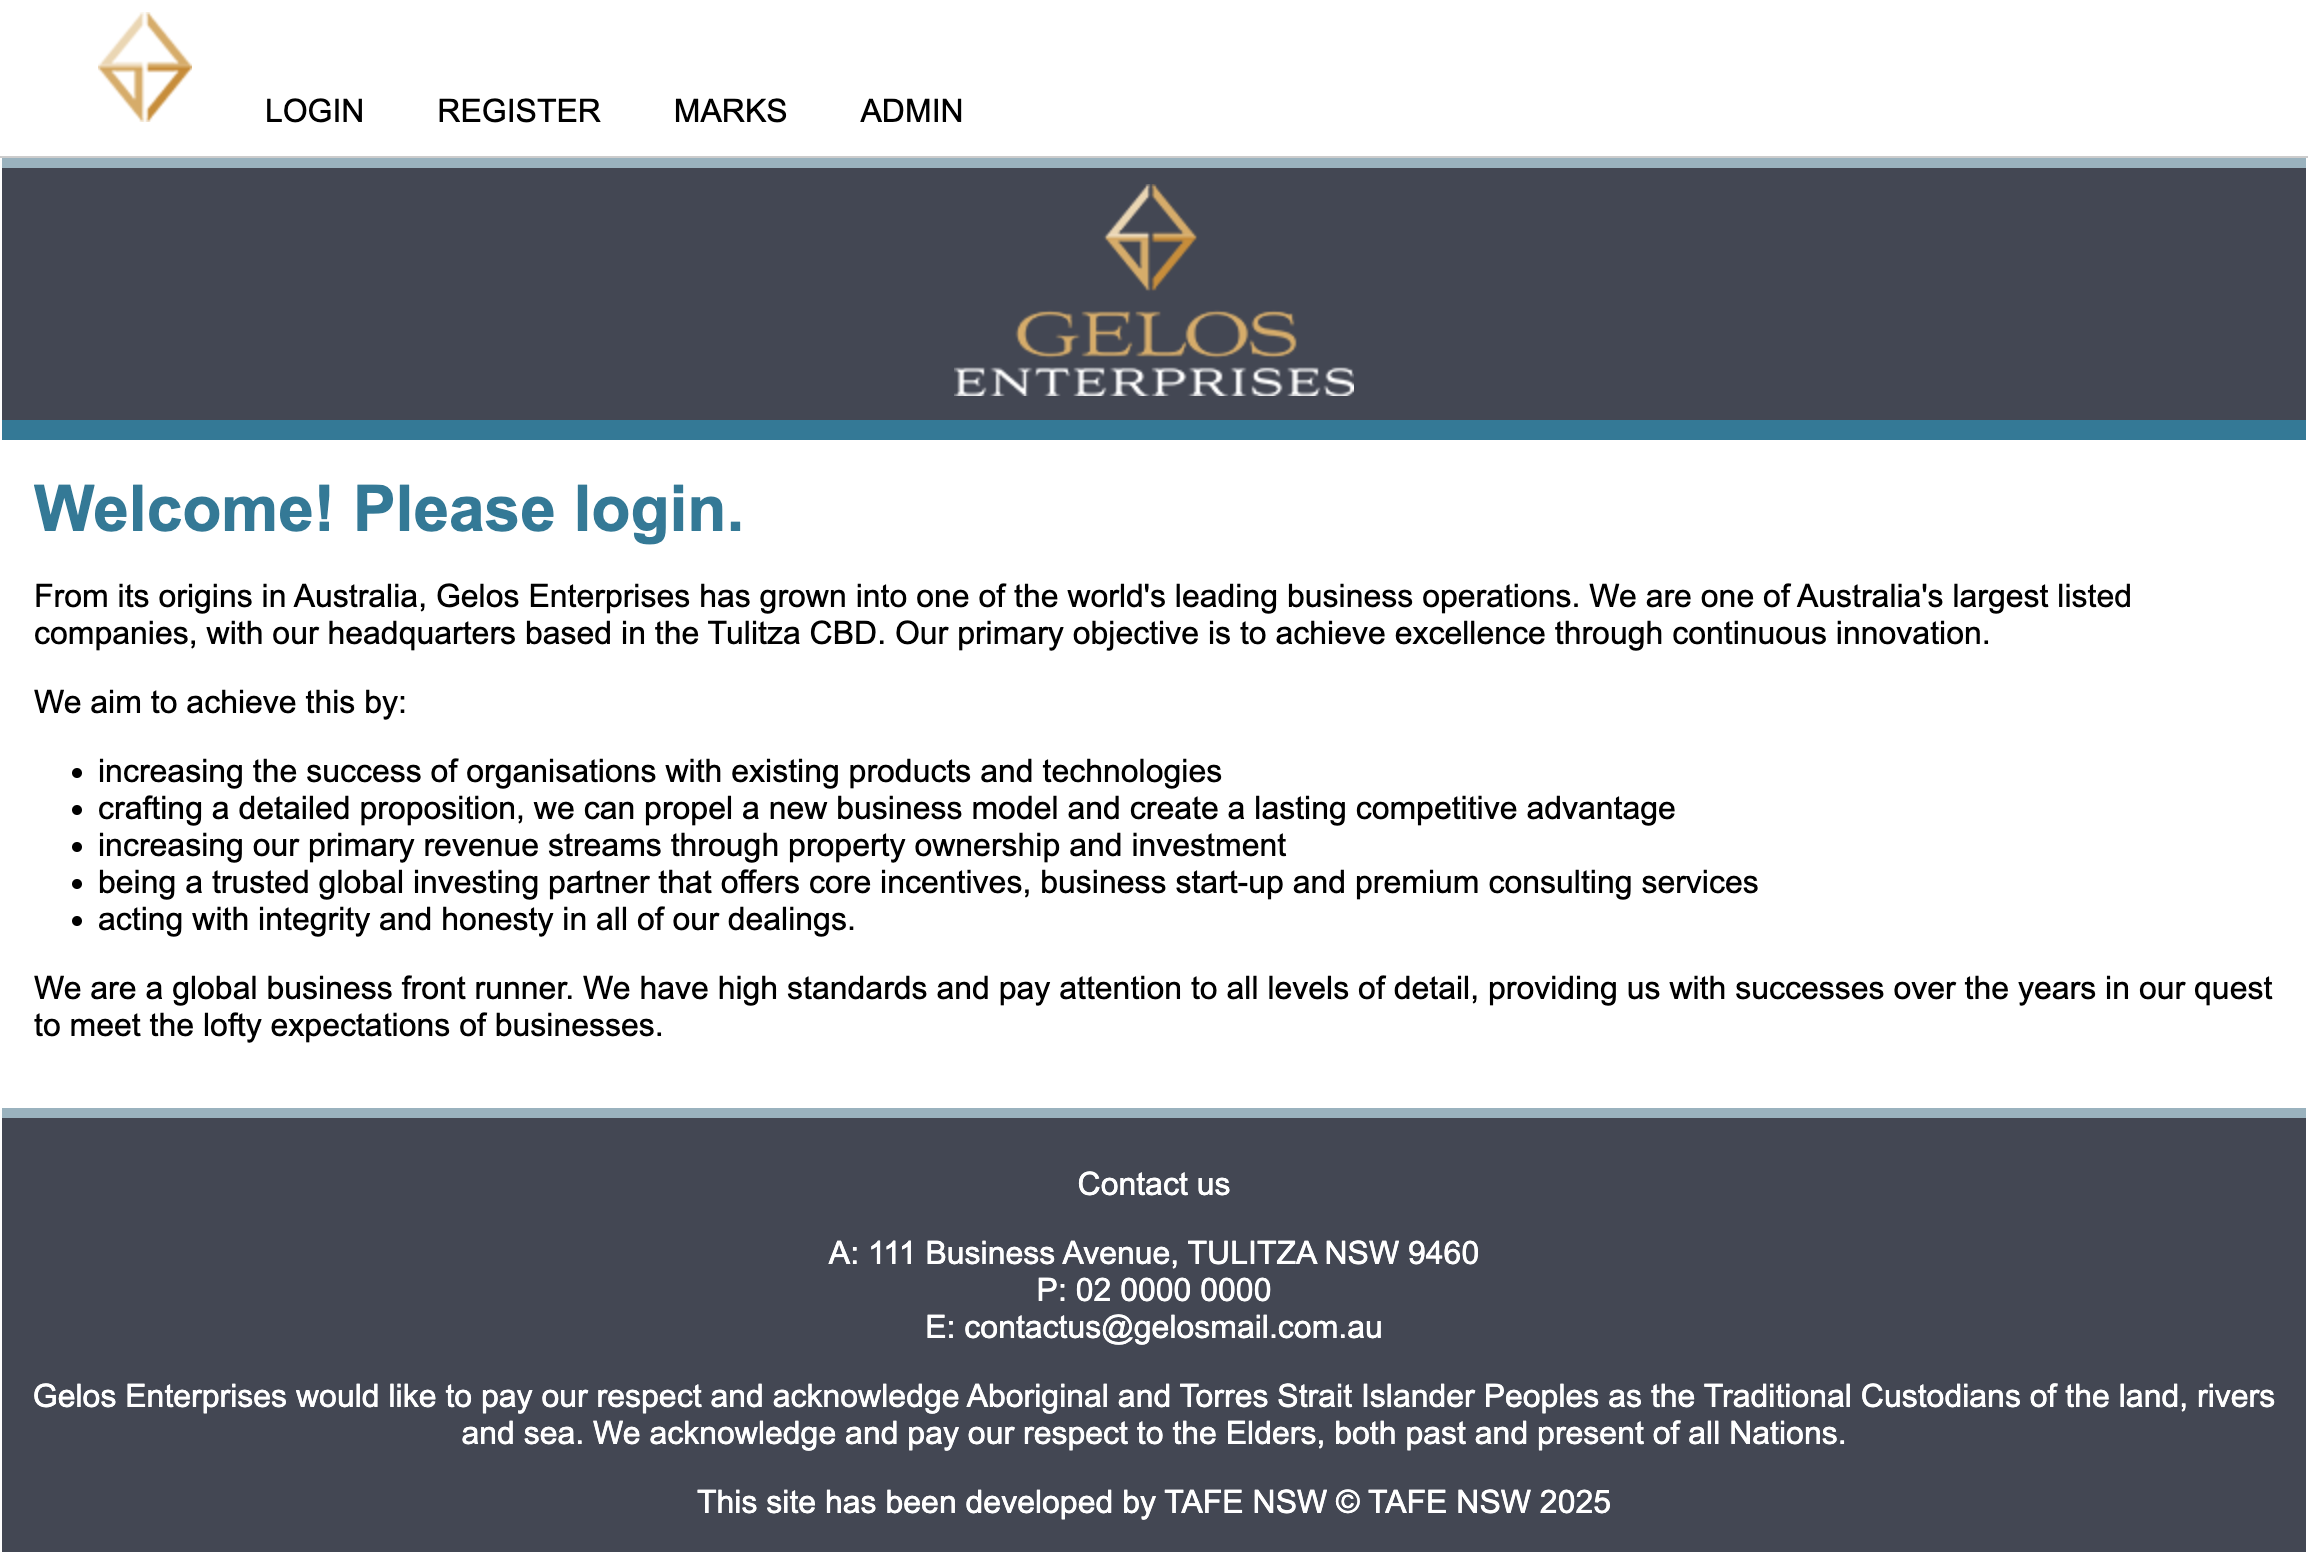 LOGIN REGISTER MARKS ADMIN
GELOS
ENTERPRISES
Welcome! Please login.
From its origins in Australia, Gelos Enterprises has grown into one of the world's leading business operations. We are one of Australia's largest listed
companies, with our headquarters based in the Tulitza CBD. Our primary objective is to achieve excellence through continuous innovation.
We aim to achieve this by:
• increasing the success of organisations with existing products and technologies
• crafting a detailed proposition, we can propel a new business model and create a lasting competitive advantage
• increasing our primary revenue streams through property ownership and investment
• being a trusted global investing partner that offers core incentives, business start-up and premium consulting services
• acting with integrity and honesty in all of our dealings.
We are a global business front runner. We have high standards and pay attention to all levels of detail, providing us with successes over the years in our quest
to meet the lofty expectations of businesses.
Contact us
A: 111 Business Avenue, TULITZA NSW 9460
P: 02 0000 0000
E: contactus@gelosmail.com.au
Gelos Enterprises would like to pay our respect and acknowledge Aboriginal and Torres Strait Islander Peoples as the Traditional Custodians of the land, rivers
and sea. We acknowledge and pay our respect to the Elders, both past and present of all Nations.
This site has been developed by TAFE NSW © TAFE NSW 2025